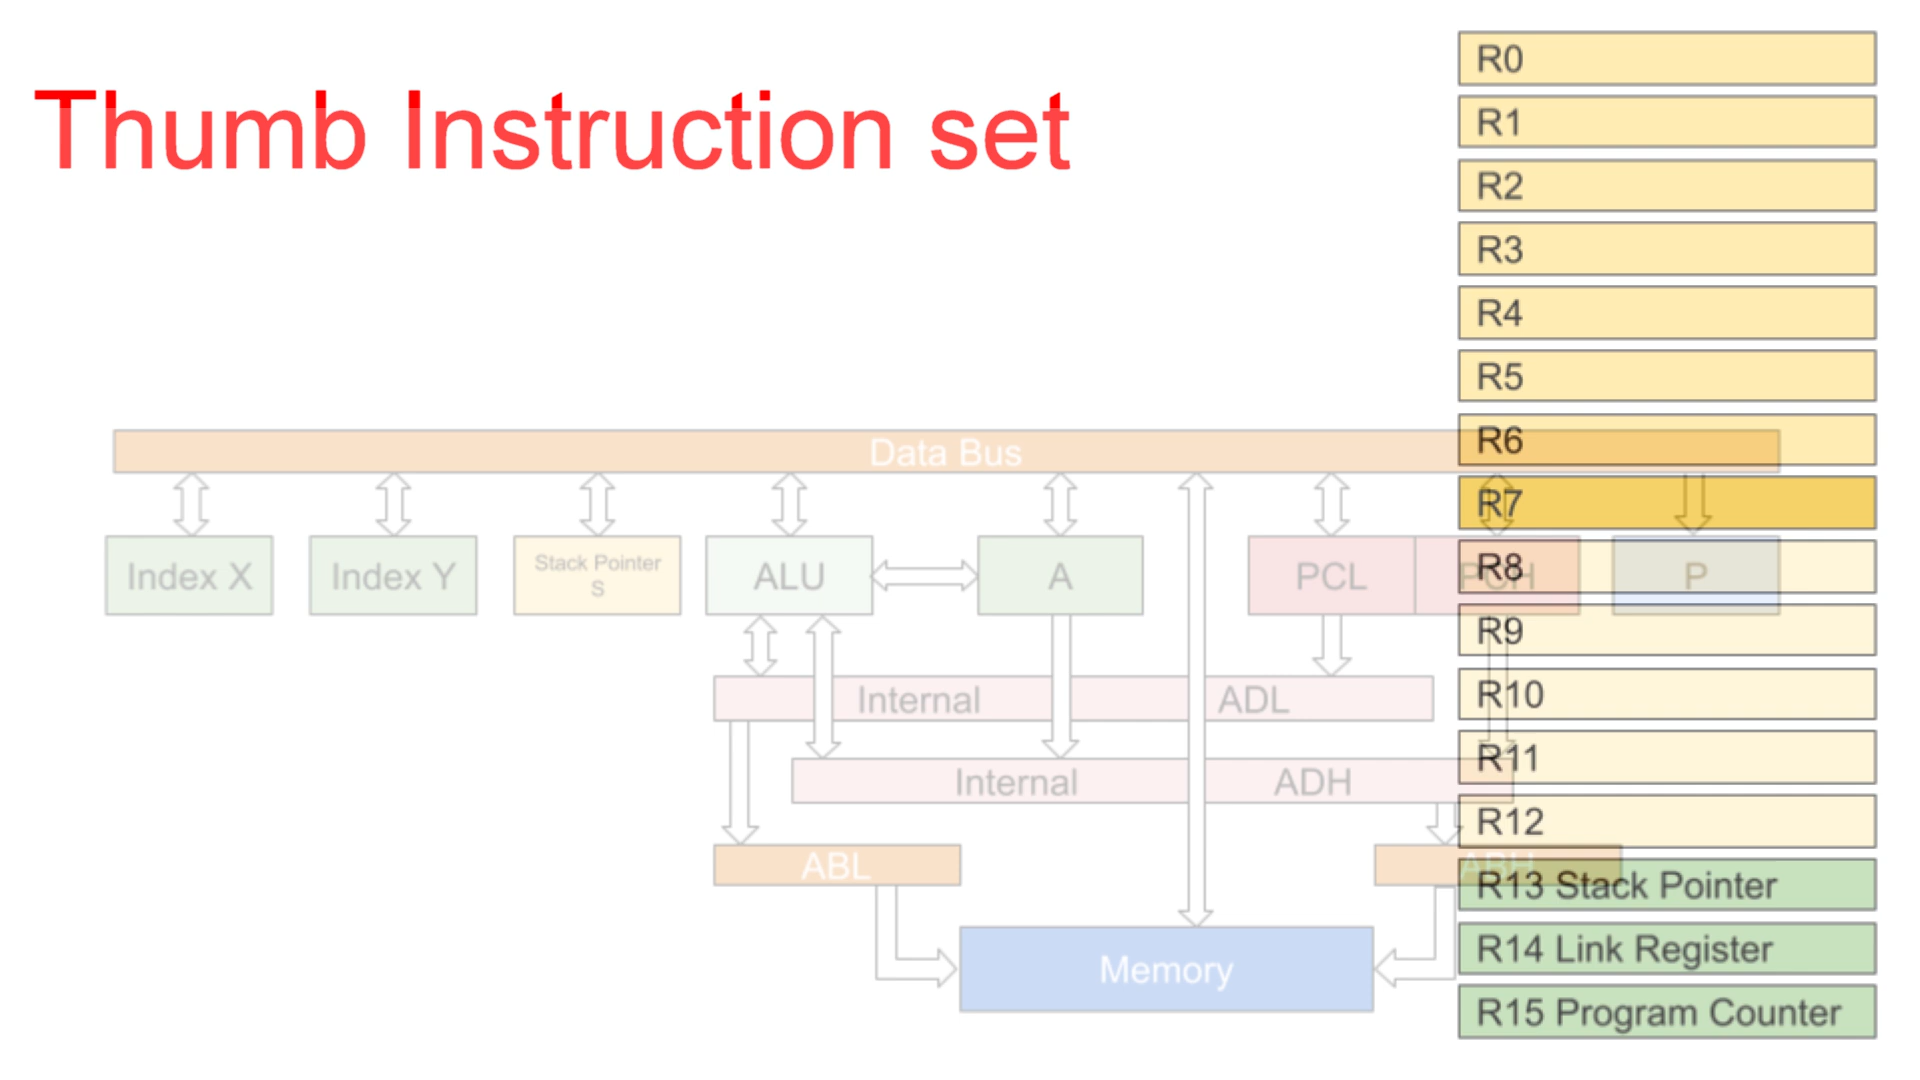 Thumb Instruction set
R0
R1
R2
R3
R4
R5
R6
R7
R8
R9
R10
R11
R12
R13 Stack Pointer
R14 Link Register
R15 Program Counter
Data Bus
Index X
Index Y
Stack Pointer
S
ALU
A
PCL
PCH
P
Internal ADL
Internal ADH
ABL
ABH
Memory